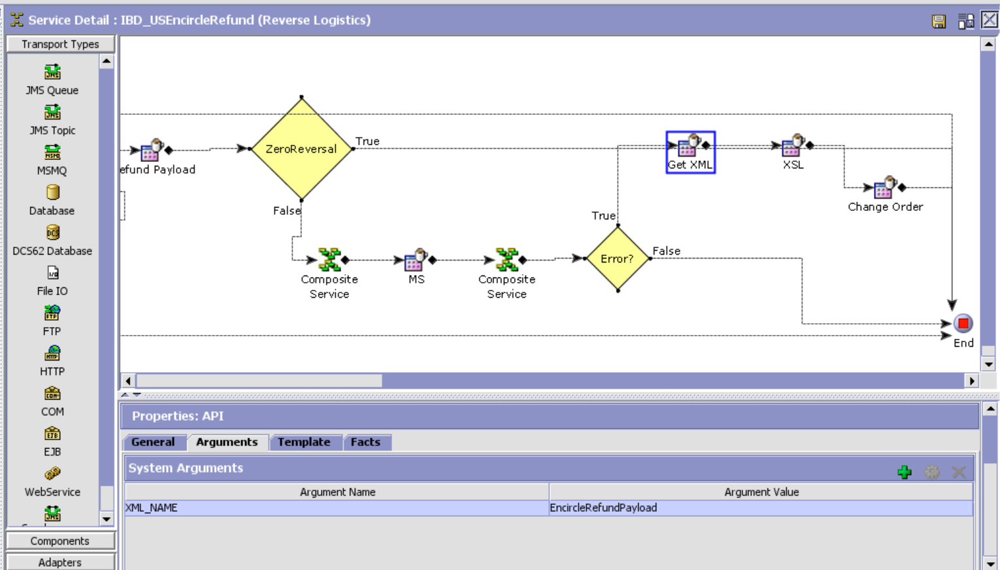 Service Detail : IBD_USEncircleRefund (Reverse Logistics)
Transport Types
JMS Queue
JMS Topic
MSMQ
Database
DCS62 Database
File IO
FTP
HTTP
COM
EJB
WebService
Components
Adapters
efund Payload
ZeroReversal
True
False
Composite
Service
MS
Composite
Service
Error?
True
False
Get XML
XSL
Change Order
End
Properties: API
General
Arguments
Template
Facts
System Arguments
Argument Name
Argument Value
XML_NAME
EncircleRefundPayload